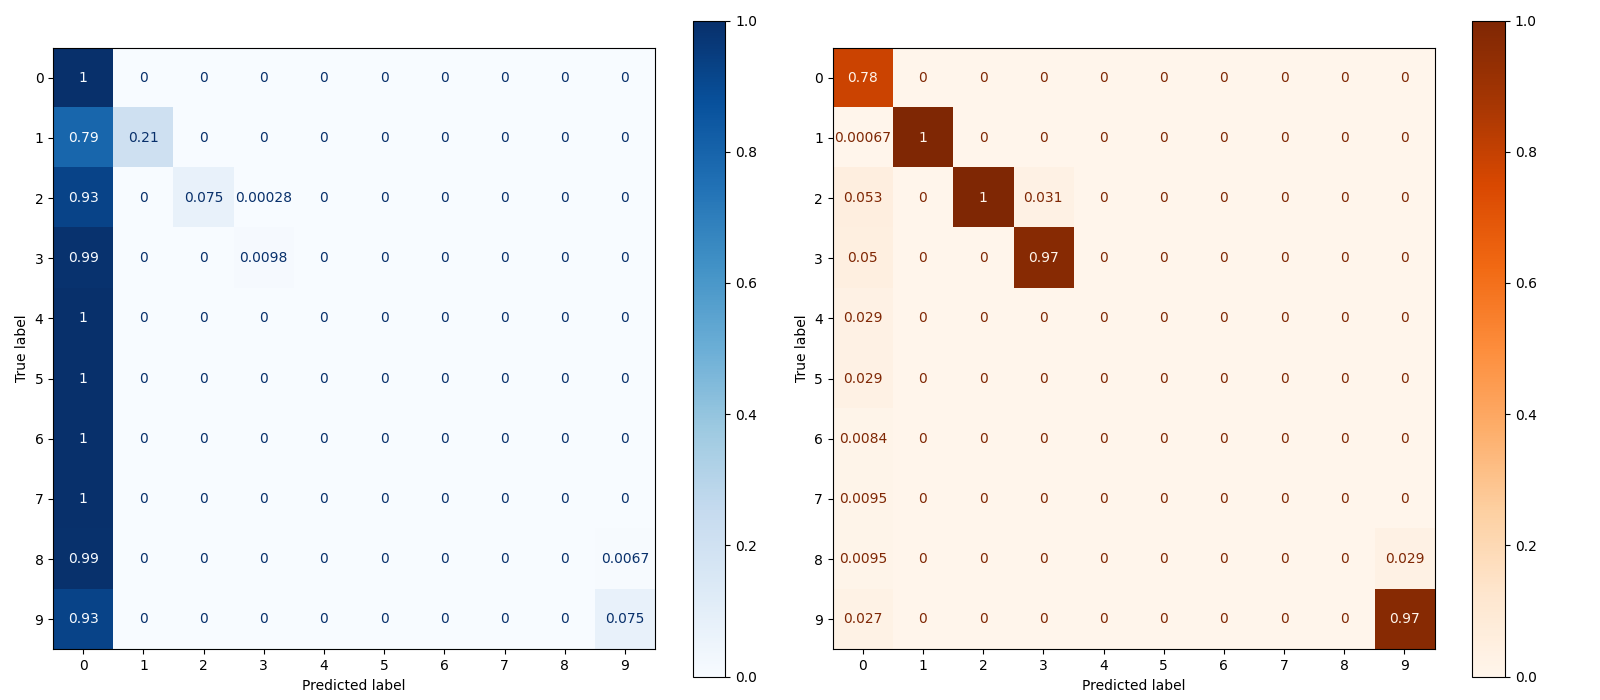 1.0
0 1 0 0 0 0 0 0 0 0 0
1 0.79 0.21 0 0 0 0 0 0 0 0
0.8
2 0.93 0 0.075 0.00028 0 0 0 0 0 0
3 0.99 0 0 0.0098 0 0 0 0 0 0
0.6
4 1 0 0 0 0 0 0 0 0 0
True label
5 1 0 0 0 0 0 0 0 0 0
0.4
6 1 0 0 0 0 0 0 0 0 0
7 1 0 0 0 0 0 0 0 0 0
0.2
8 0.99 0 0 0 0 0 0 0 0 0.0067
9 0.93 0 0 0 0 0 0 0 0 0.075
0 1 2 3 4 5 6 7 8 9
0.0
Predicted label
1.0
0 0.78 0 0 0 0 0 0 0 0 0
1 0.00067 1 0 0 0 0 0 0 0 0
0.8
2 0.053 0 1 0.031 0 0 0 0 0 0
3 0.05 0 0 0.97 0 0 0 0 0 0
0.6
4 0.029 0 0 0 0 0 0 0 0 0
True label
5 0.029 0 0 0 0 0 0 0 0 0
0.4
6 0.0084 0 0 0 0 0 0 0 0 0
7 0.0095 0 0 0 0 0 0 0 0 0
0.2
8 0.0095 0 0 0 0 0 0 0 0 0.029
9 0.027 0 0 0 0 0 0 0 0 0.97
0 1 2 3 4 5 6 7 8 9
0.0
Predicted label